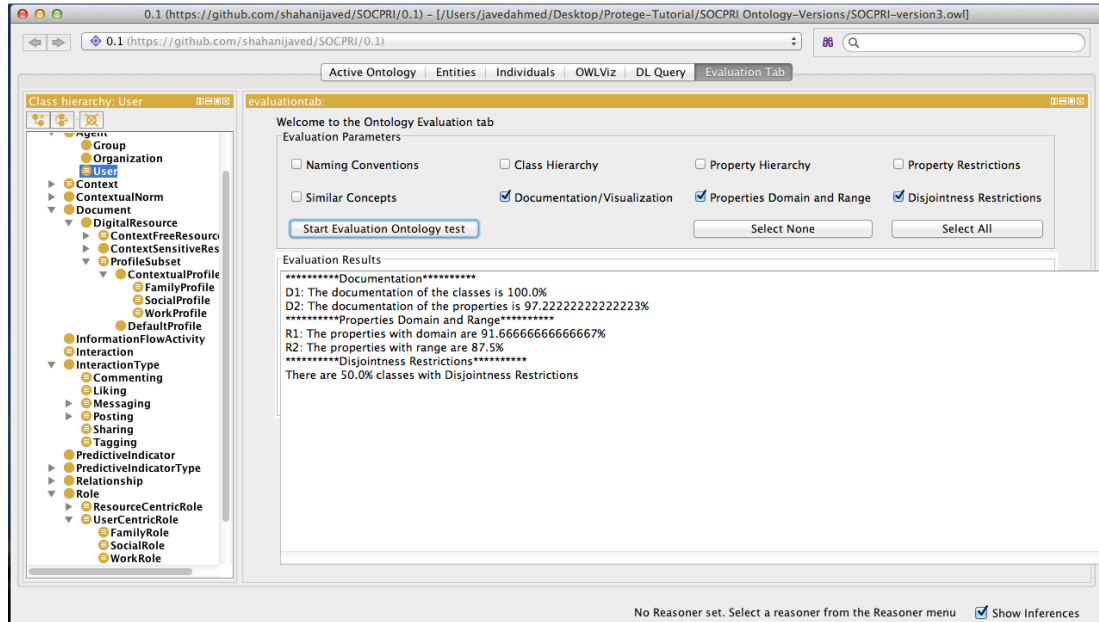 0.1 (https://github.com/shahanijaved/SOCPRI/0.1) – [/Users/javedahmed/Desktop/Protege-Tutorial/SOCPRI Ontology-Versions/SOCPRI-version3.owl]
0.1 (https://github.com/shahanijaved/SOCPRI/0.1)
Active Ontology Entities Individuals OWLViz DL Query Evaluation Tab
Class hierarchy: User
Agent
Group
Organization
User
Context
ContextualNorm
Document
DigitalResource
ContextFreeResourc
ContextSensitiveRes
ProfileSubset
ContextualProfile
FamilyProfile
SocialProfile
WorkProfile
DefaultProfile
InformationFlowActivity
Interaction
InteractionType
Commenting
Liking
Messaging
Posting
Sharing
Tagging
PredictiveIndicator
PredictiveIndicatorType
Relationship
Role
ResourceCentricRole
UserCentricRole
FamilyRole
SocialRole
WorkRole
evaluationtab:
Welcome to the Ontology Evaluation tab
Evaluation Parameters
Naming Conventions Class Hierarchy Property Hierarchy Property Restrictions
Similar Concepts Documentation/Visualization Properties Domain and Range Disjointness Restrictions
Start Evaluation Ontology test Select None Select All
Evaluation Results
**********Documentation**********
D1: The documentation of the classes is 100.0%
D2: The documentation of the properties is 97.22222222222223%
**********Properties Domain and Range**********
R1: The properties with domain are 91.66666666666667%
R2: The properties with range are 87.5%
**********Disjointness Restrictions**********
There are 50.0% classes with Disjointness Restrictions
No Reasoner set. Select a reasoner from the Reasoner menu Show Inferences